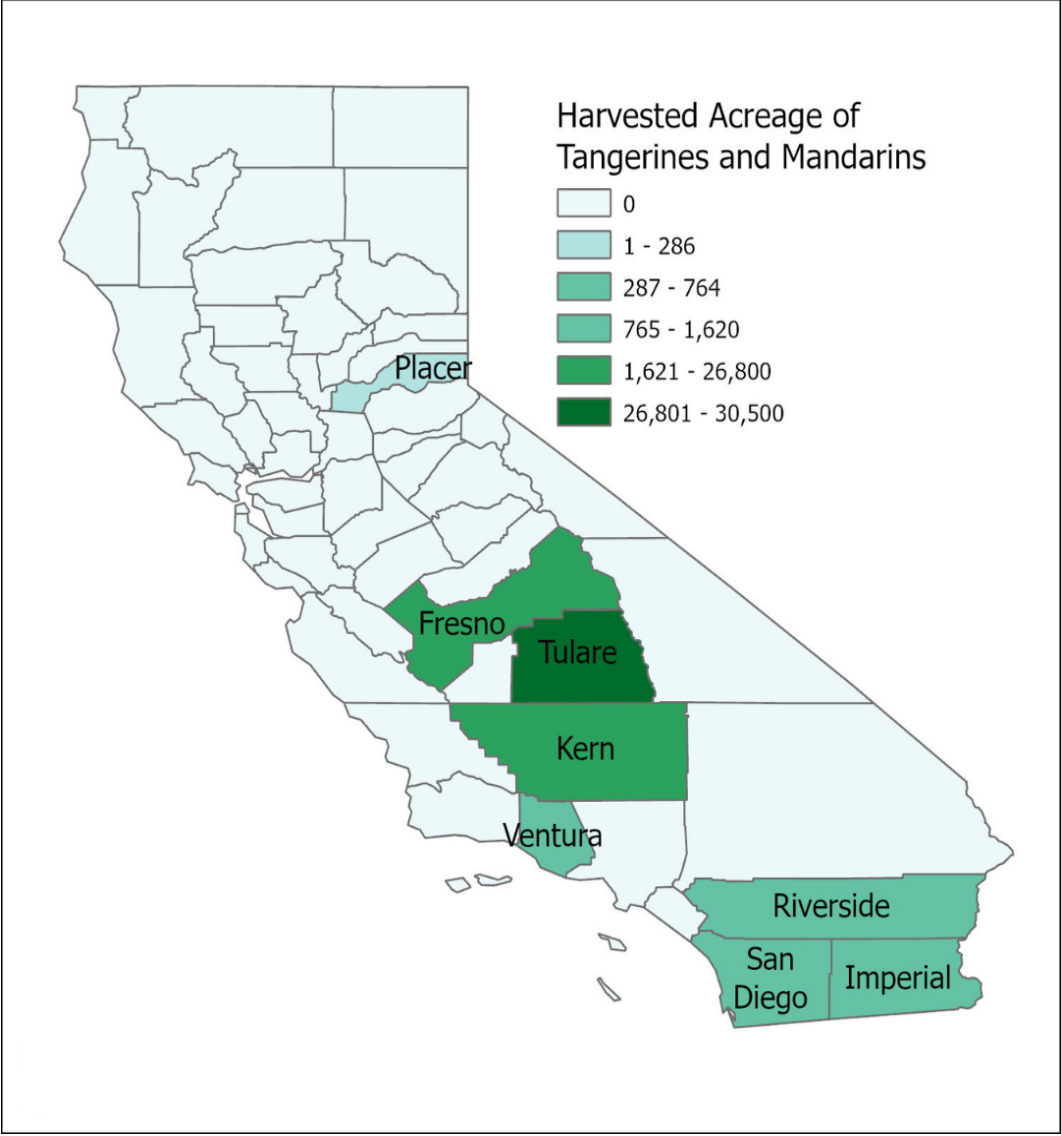 Harvested Acreage of
Tangerines and Mandarins
0
1 - 286
287 - 764
765 - 1,620
1,621 - 26,800
26,801 - 30,500
Placer
Fresno
Tulare
Kern
Ventura
Riverside
San
Diego
Imperial